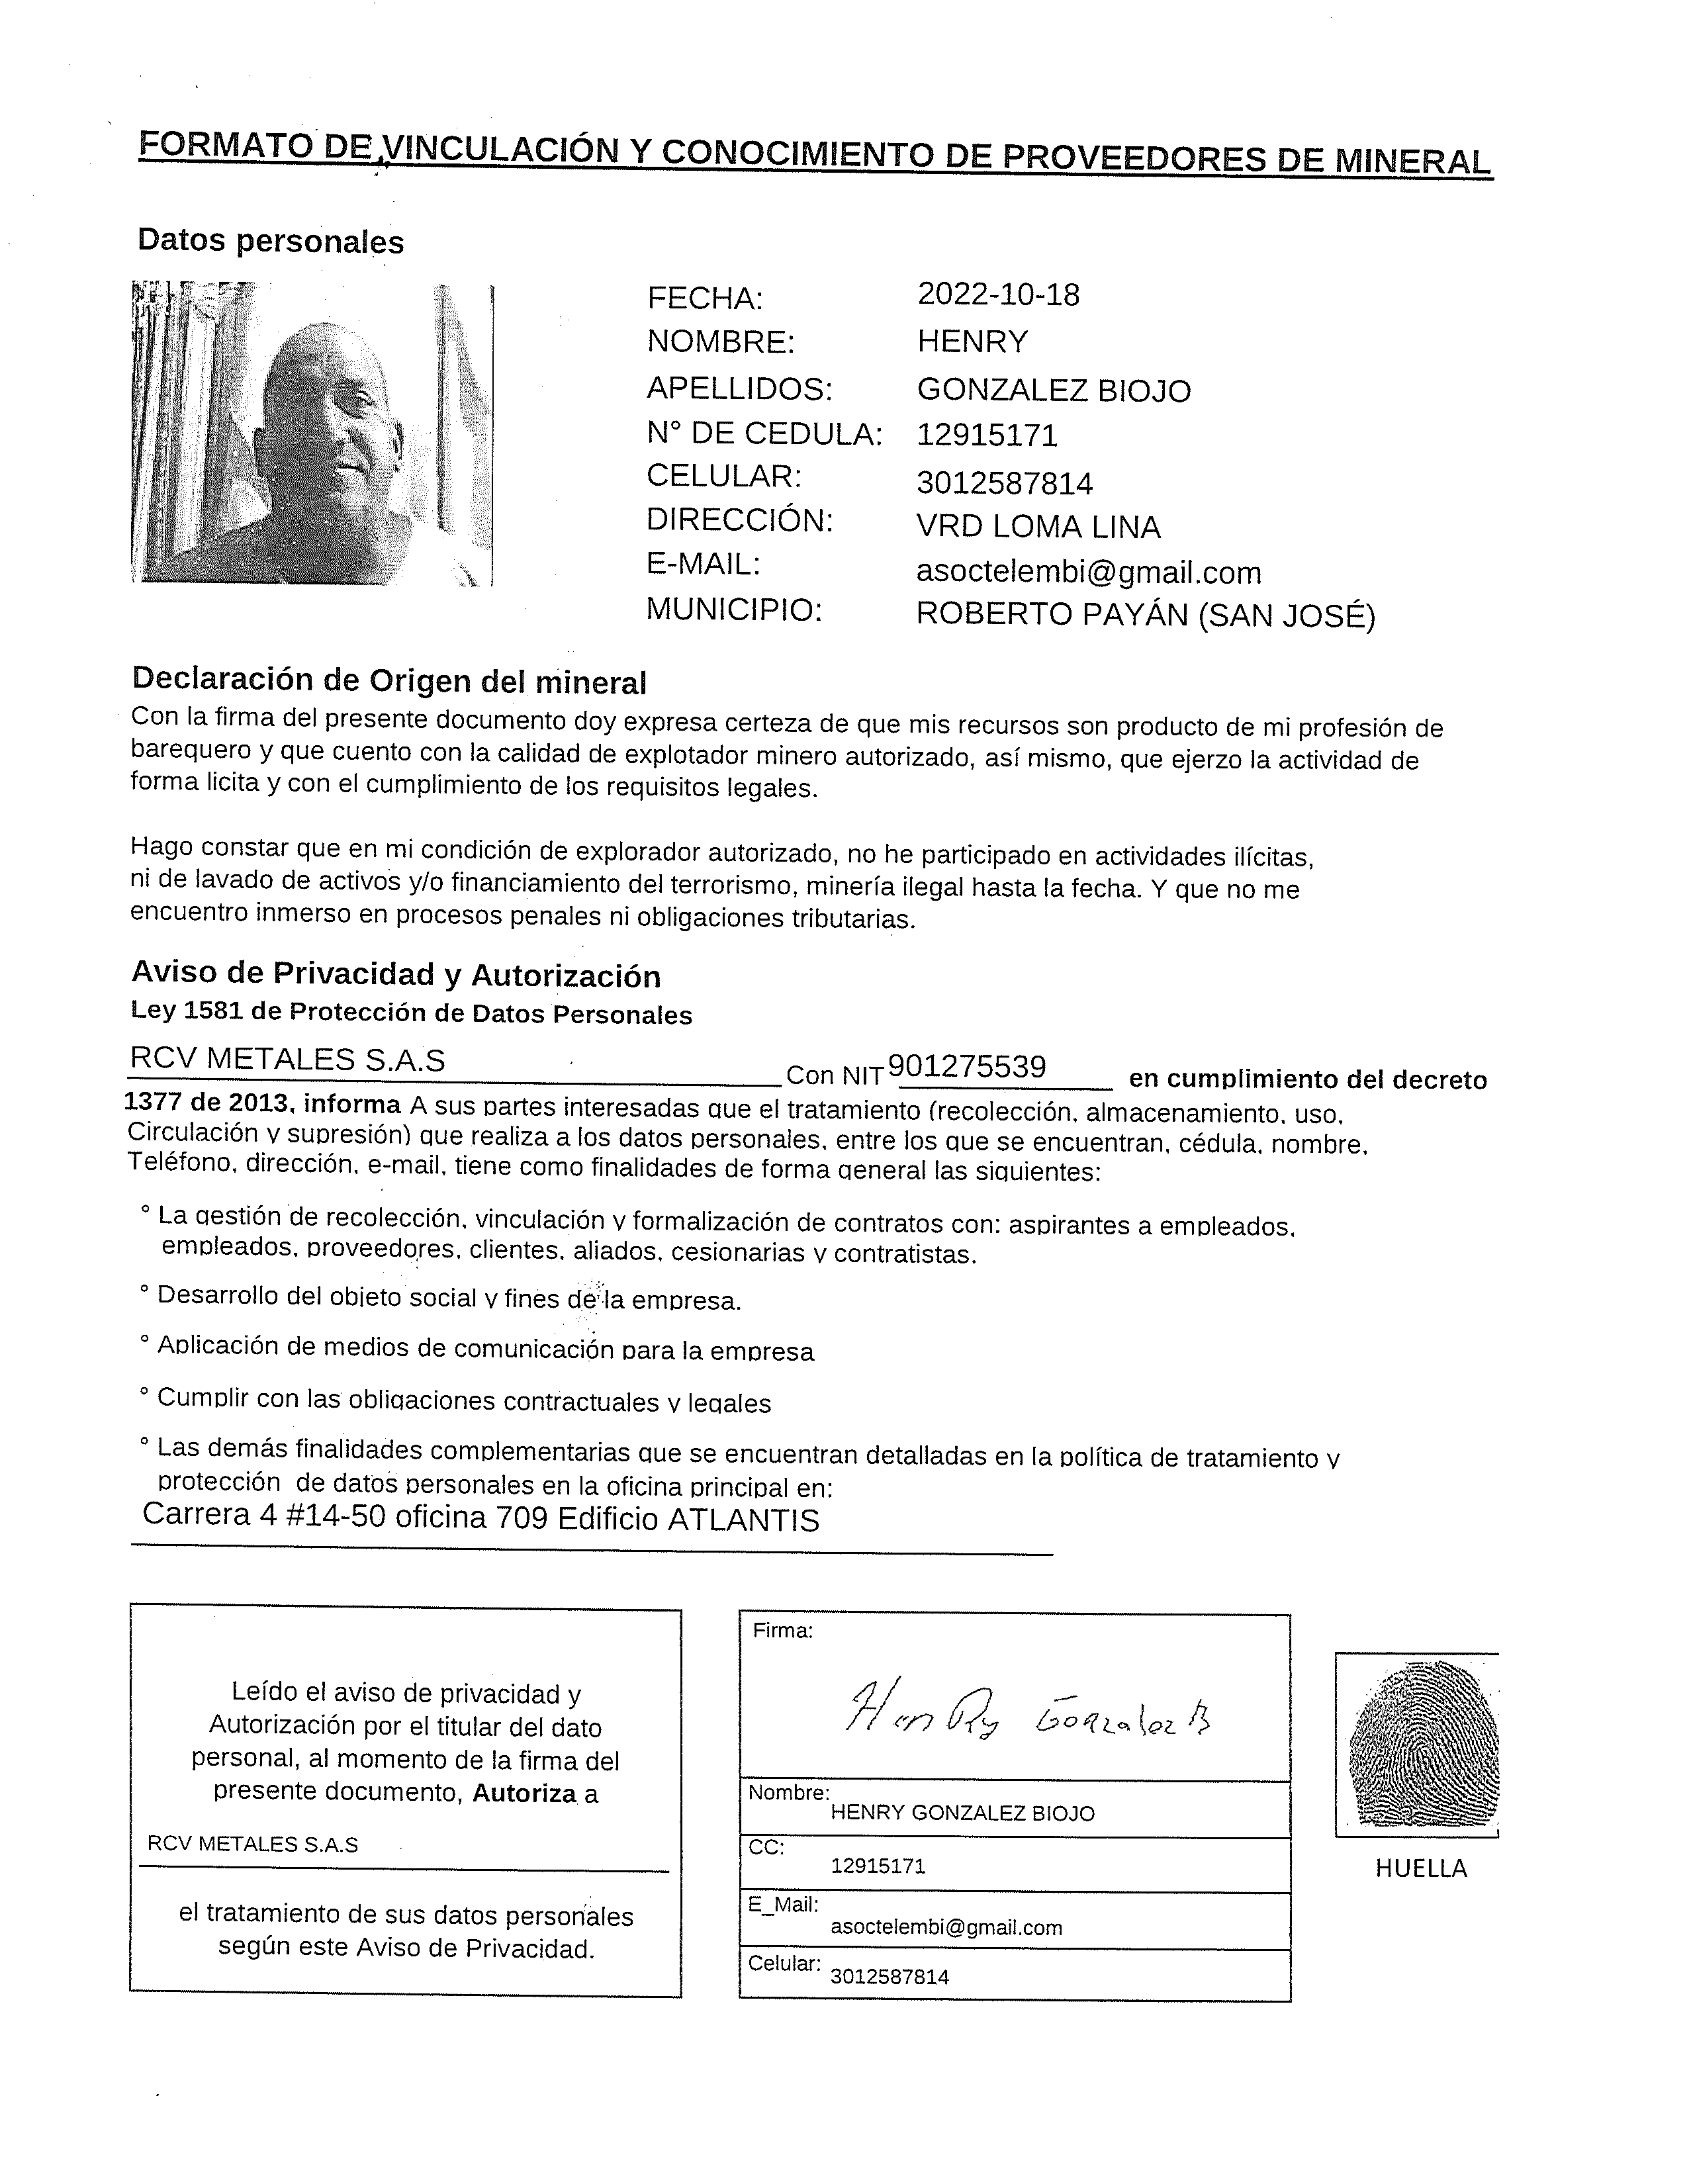 FORMATO DE VINCULACIÓN Y CONOCIMIENTO DE PROVEEDORES DE MINERAL
Datos personales
FECHA: 2022-10-18
NOMBRE: HENRY
APELLIDOS: GONZALEZ BIOJO
N° DE CEDULA: 12915171
CELULAR: 3012587814
DIRECCIÓN: VRD LOMA LINA
E-MAIL: asoctelembi@gmail.com
MUNICIPIO: ROBERTO PAYÁN (SAN JOSÉ)
Declaración de Origen del mineral
Con la firma del presente documento doy expresa certeza de que mis recursos son producto de mi profesión de
barequero y que cuento con la calidad de explotador minero autorizado, así mismo, que ejerzo la actividad de
forma licita y con el cumplimiento de los requisitos legales.
Hago constar que en mi condición de explorador autorizado, no he participado en actividades ilícitas,
ni de lavado de activos y/o financiamiento del terrorismo, minería ilegal hasta la fecha. Y que no me
encuentro inmerso en procesos penales ni obligaciones tributarias.
Aviso de Privacidad y Autorización
Ley 1581 de Protección de Datos Personales
RCV METALES S.A.S Con NIT 901275539 en cumplimiento del decreto
1377 de 2013, informa A sus partes interesadas que el tratamiento (recolección, almacenamiento, uso,
Circulación y supresión) que realiza a los datos personales, entre los que se encuentran, cédula, nombre,
Teléfono, dirección, e-mail, tiene como finalidades de forma general las siguientes:
° La gestión de recolección, vinculación y formalización de contratos con: aspirantes a empleados,
empleados, proveedores, clientes, aliados, cesionarias y contratistas.
° Desarrollo del objeto social y fines de la empresa.
° Aplicación de medios de comunicación para la empresa
° Cumplir con las obligaciones contractuales y legales
° Las demás finalidades complementarias que se encuentran detalladas en la política de tratamiento y
protección de datos personales en la oficina principal en:
Carrera 4 #14-50 oficina 709 Edificio ATLANTIS
Leído el aviso de privacidad y
Autorización por el titular del dato
personal, al momento de la firma del
presente documento, Autoriza a
RCV METALES S.A.S
el tratamiento de sus datos personales
según este Aviso de Privacidad.
Firma:
Henry Gonzalez B
Nombre:
HENRY GONZALEZ BIOJO
CC:
12915171
E_Mail:
asoctelembi@gmail.com
Celular:
3012587814
HUELLA